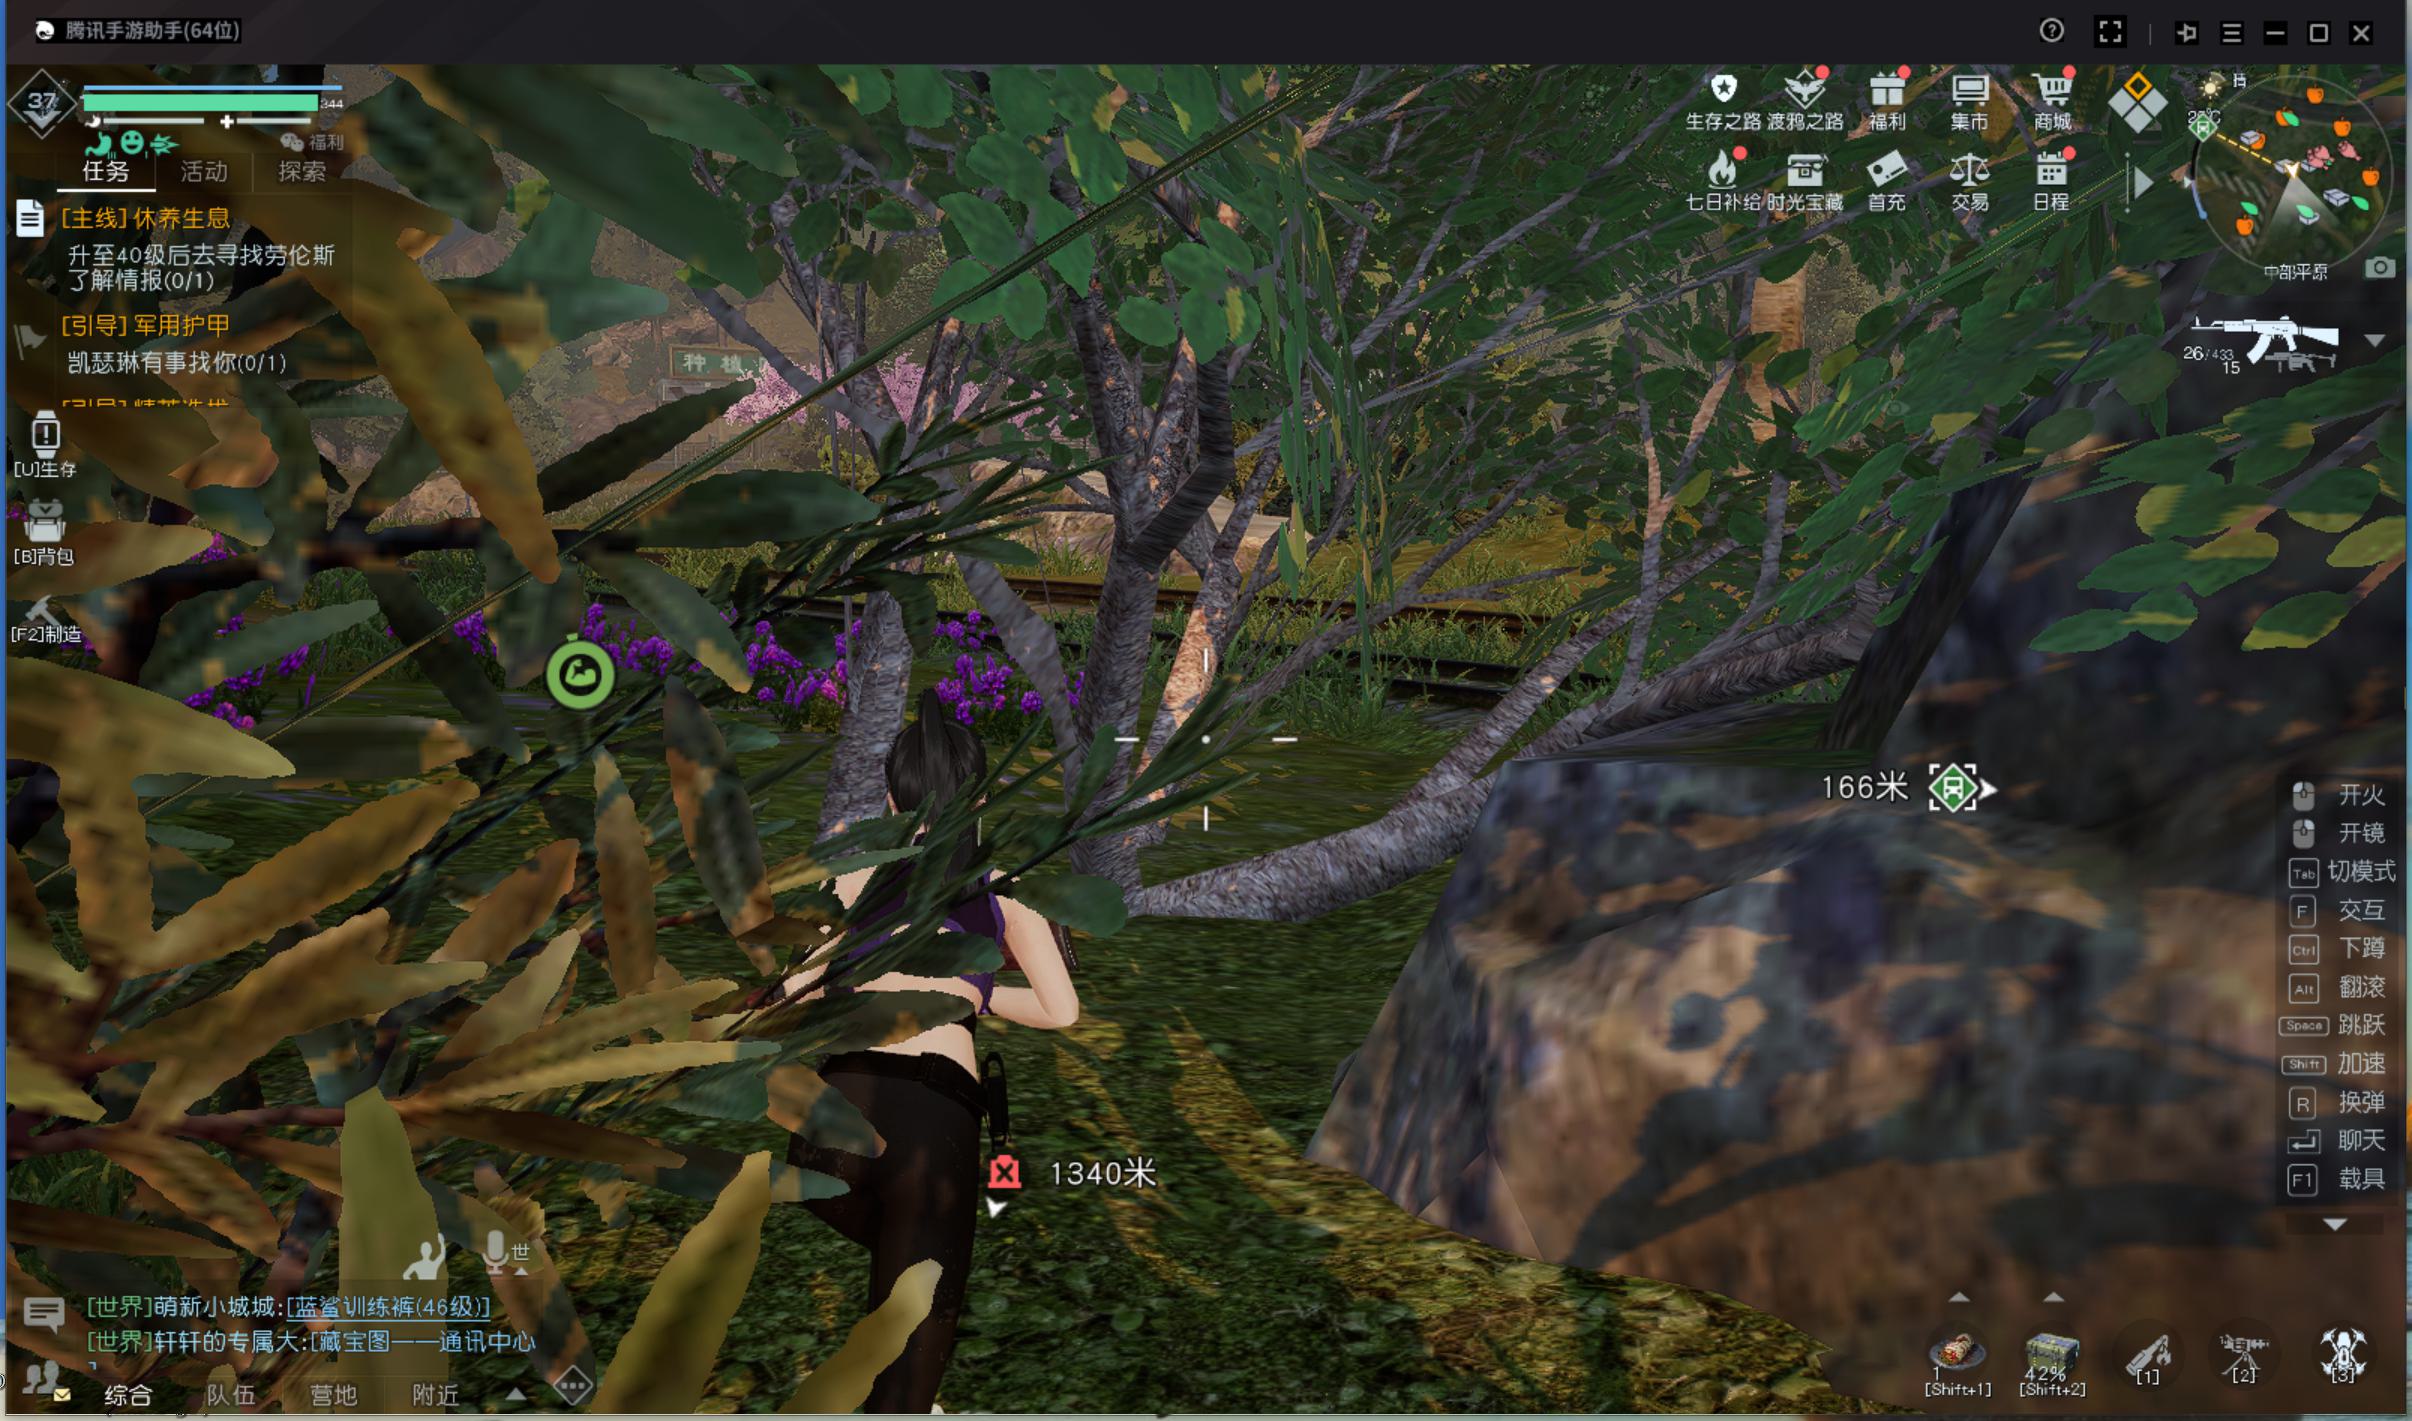 腾讯手游助手(64位)
37
344
福利
任务 活动 探索
[主线] 休养生息
升至40级后去寻找劳伦斯
了解情报(0/1)
[引导] 军用护甲
凯瑟琳有事找你(0/1)
[U]生存
[B]背包
[F2]制造
种植
生存之路 渡鸦之路 福利 集市 商城
七日补给 时光宝藏 首充 交易 日程
晴
中部平原
26/433
15
166米
1340米
开火
开镜
Tab 切模式
F 交互
Ctrl 下蹲
Alt 翻滚
Space 跳跃
Shift 加速
R 换弹
聊天
F1 载具
世
[世界]萌新小城城:[蓝鲨训练裤(46级)]
[世界]轩轩的专属大:[藏宝图——通讯中心
]
综合 队伍 营地 附近
1 42%
[Shift+1] [Shift+2] [1] [2] [3]